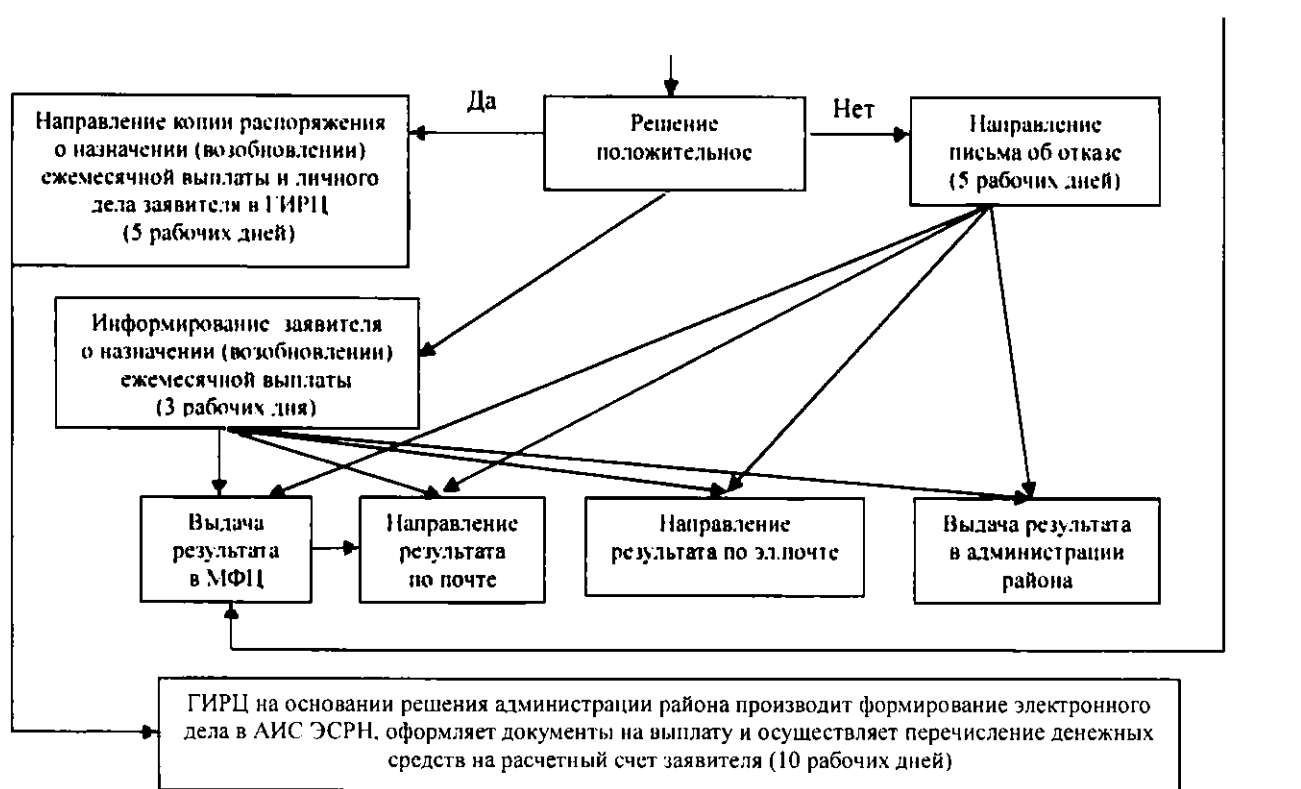 Да
Нет
Направление копии распоряжения
о назначении (возобновлении)
ежемесячной выплаты и личного
дела заявителя в ГИРЦ
(5 рабочих дней)
Решение
положительное
Направление
письма об отказе
(5 рабочих дней)
Информирование заявителя
о назначении (возобновлении)
ежемесячной выплаты
(3 рабочих дня)
Выдача
результата
в МФЦ
Направление
результата
по почте
Направление
результата по эл.почте
Выдача результата
в администрации
района
ГИРЦ на основании решения администрации района производит формирование электронного
дела в АИС ЭСРН, оформляет документы на выплату и осуществляет перечисление денежных
средств на расчетный счет заявителя (10 рабочих дней)